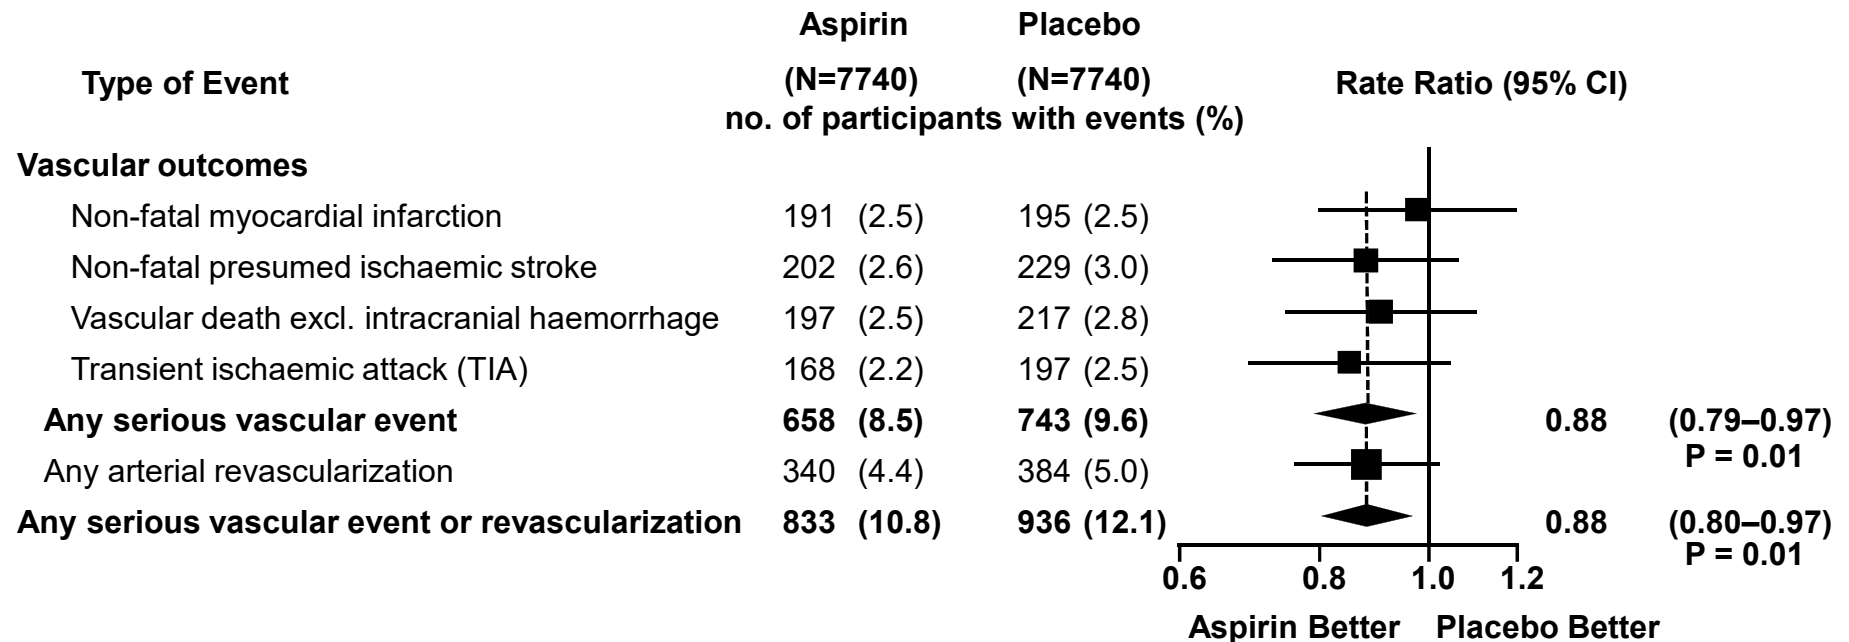 Aspirin Placebo
Type of Event (N=7740) (N=7740) Rate Ratio (95% CI)
no. of participants with events (%)
Vascular outcomes
Non-fatal myocardial infarction 191 (2.5) 195 (2.5)
Non-fatal presumed ischaemic stroke 202 (2.6) 229 (3.0)
Vascular death excl. intracranial haemorrhage 197 (2.5) 217 (2.8)
Transient ischaemic attack (TIA) 168 (2.2) 197 (2.5)
Any serious vascular event 658 (8.5) 743 (9.6) 0.88 (0.79–0.97)
P = 0.01
Any arterial revascularization 340 (4.4) 384 (5.0)
Any serious vascular event or revascularization 833 (10.8) 936 (12.1) 0.88 (0.80–0.97)
P = 0.01
0.6 0.8 1.0 1.2
Aspirin Better Placebo Better